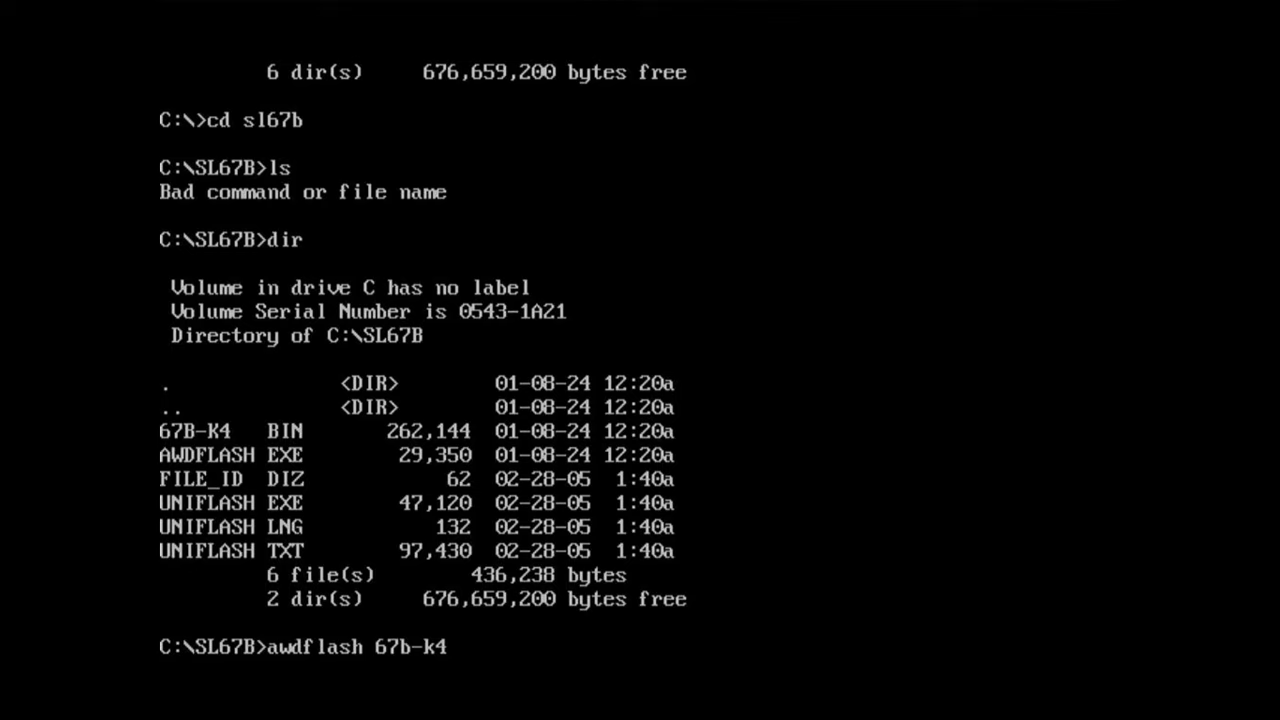 6 dir(s)     676,659,200 bytes free
C:\>cd sl67b
C:\SL67B>ls
Bad command or file name
C:\SL67B>dir
Volume in drive C has no label
Volume Serial Number is 0543-1A21
Directory of C:\SL67B
.              <DIR>        01-08-24 12:20a
..             <DIR>        01-08-24 12:20a
67B-K4   BIN       262,144  01-08-24 12:20a
AWDFLASH EXE        29,350  01-08-24 12:20a
FILE_ID  DIZ            62  02-28-05  1:40a
UNIFLASH EXE        47,120  02-28-05  1:40a
UNIFLASH LNG           132  02-28-05  1:40a
UNIFLASH TXT        97,430  02-28-05  1:40a
6 file(s)        436,238 bytes
2 dir(s)     676,659,200 bytes free
C:\SL67B>awdflash 67b-k4